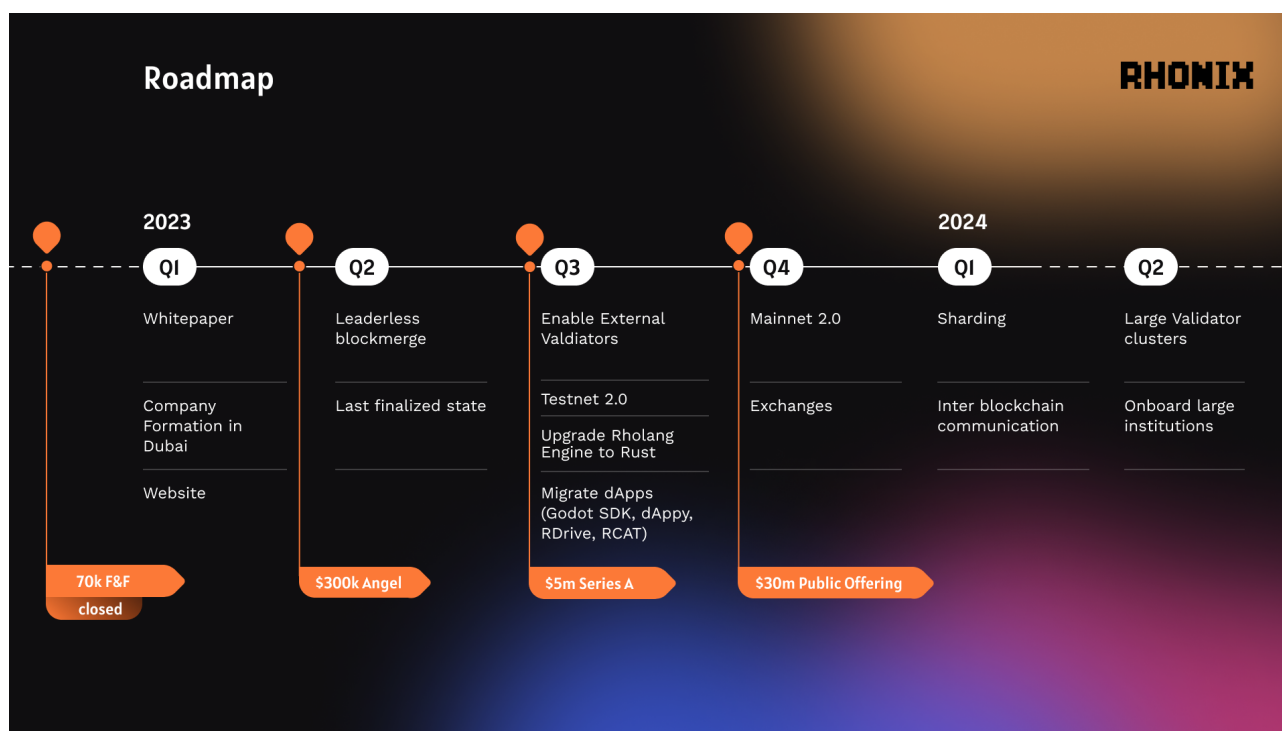 Roadmap
RHONIX
2023
2024
Q1
Q2
Q3
Q4
Q1
Q2
Whitepaper
Company
Formation in
Dubai
Website
Leaderless
blockmerge
Last finalized state
Enable External
Valdiators
Testnet 2.0
Upgrade Rholang
Engine to Rust
Migrate dApps
(Godot SDK, dAppy,
RDrive, RCAT)
Mainnet 2.0
Exchanges
Sharding
Inter blockchain
communication
Large Validator
clusters
Onboard large
institutions
70k F&F
closed
$300k Angel
$5m Series A
$30m Public Offering